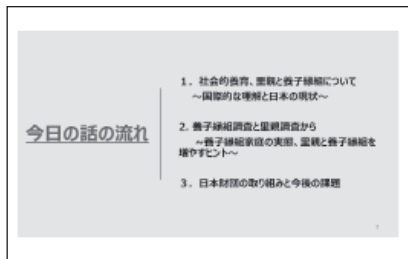 今日の話の流れ
１．社会的養育、里親と養子縁組について
～国際的な理解と日本の現状～
2. 養子縁組調査と里親調査から
～養子縁組家庭の実態、里親と養子縁組を
増やすヒント～
３．日本財団の取り組みと今後の課題